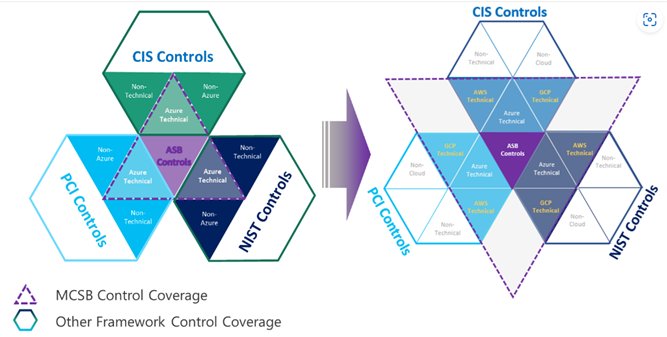 CIS Controls
Non-
Technical
Non-
Azure
Azure
Technical
Non-
Azure
ASB
Controls
Non-
Technical
Azure
Technical
Azure
Technical
PCI Controls
Non-
Technical
Non-
Azure
NIST Controls
CIS Controls
Non-
Technical
Non-
Cloud
AWS
Technical
GCP
Technical
Azure
Technical
GCP
Technical
ASB
Controls
AWS
Technical
Non-
Cloud
Azure
Technical
Azure
Technical
Non-
Technical
PCI Controls
Non-
Technical
AWS
Technical
GCP
Technical
Non-
Cloud
NIST Controls
MCSB Control Coverage
Other Framework Control Coverage